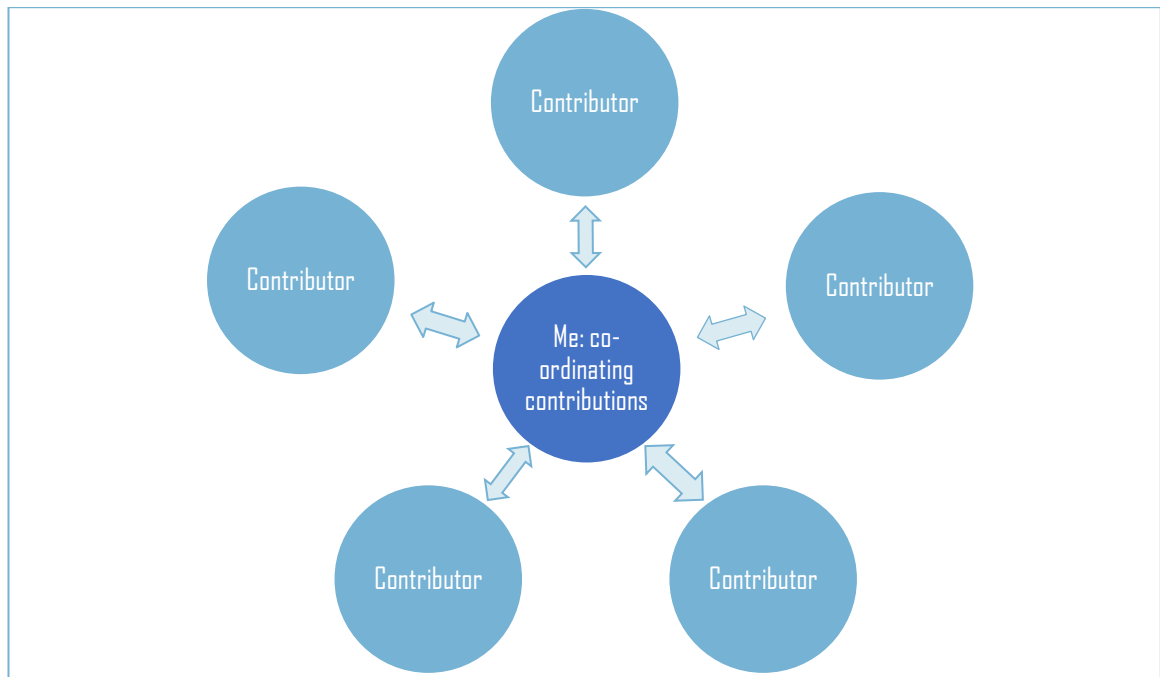 Contributor
Contributor
Contributor
Me: co-
ordinating
contributions
Contributor
Contributor